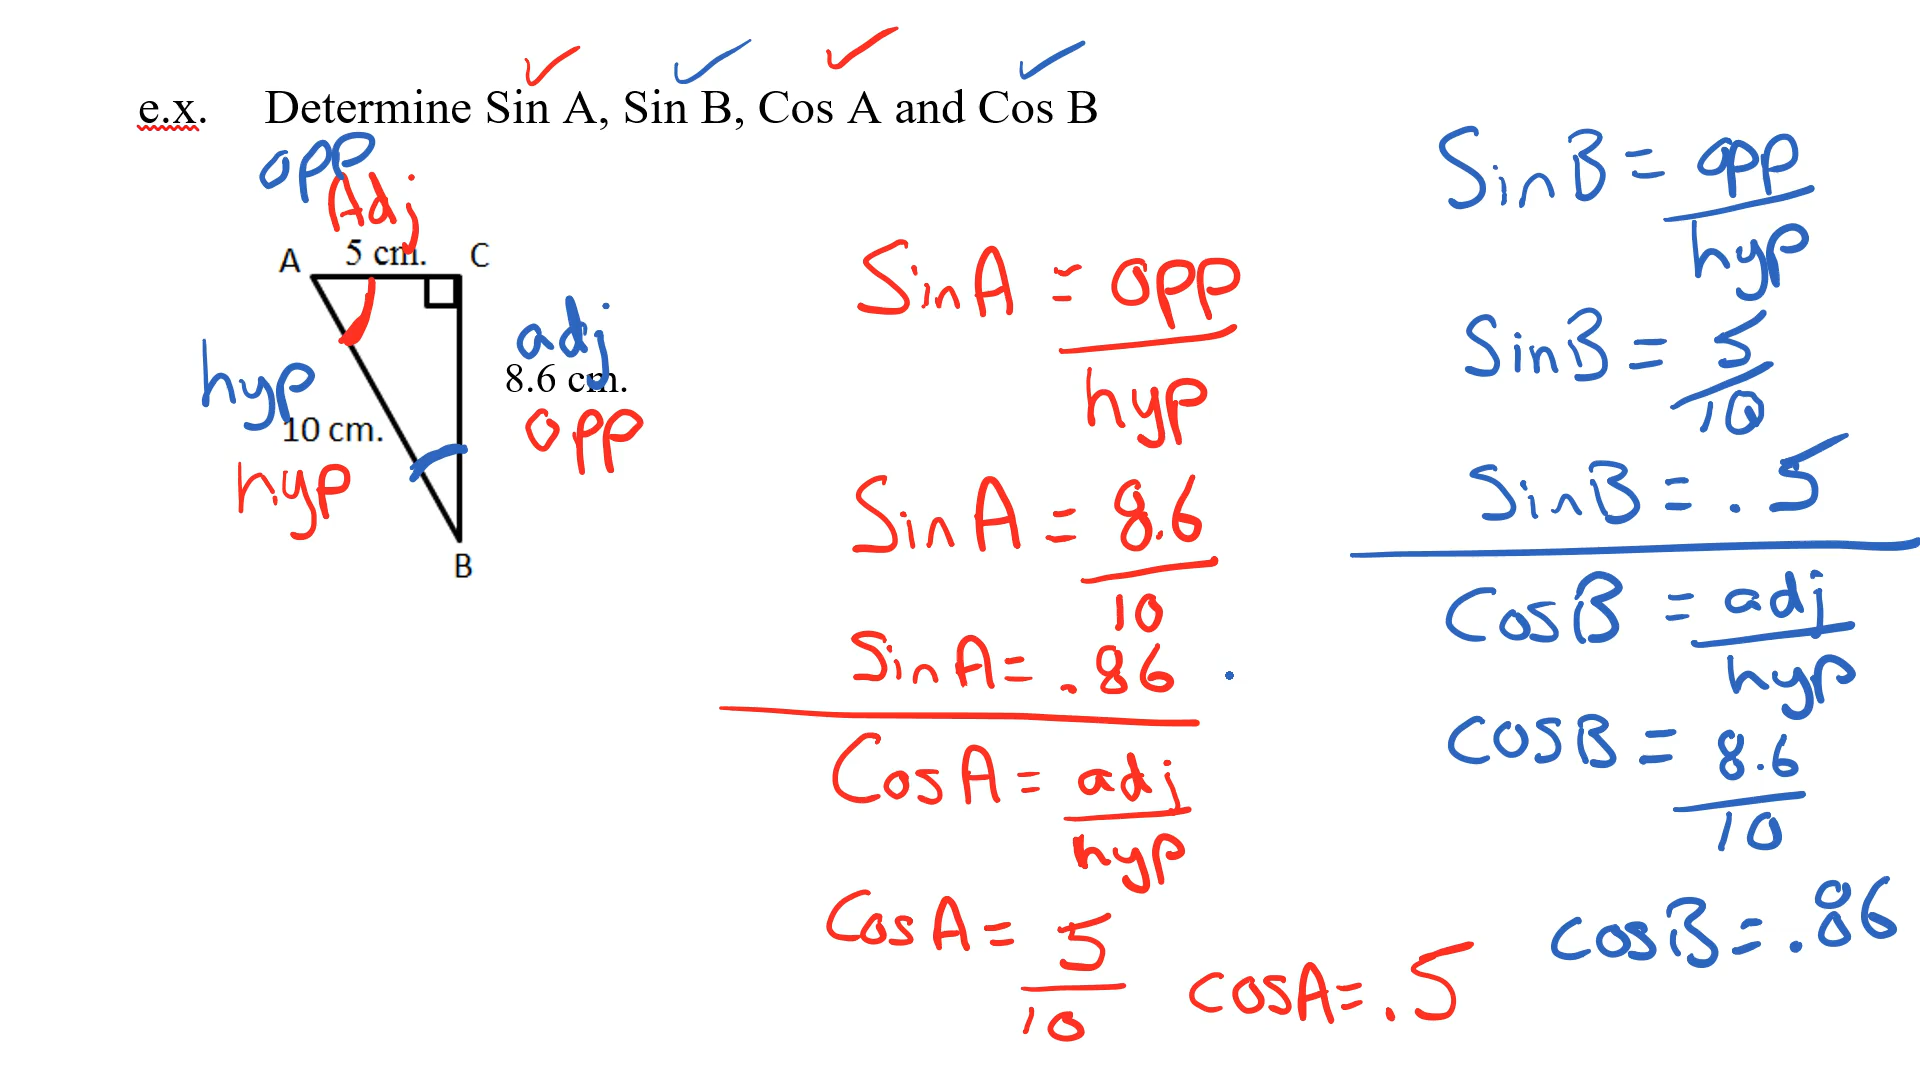 e.x. Determine Sin A, Sin B, Cos A and Cos B
opp
Adj
A 5 cm. C
adj
8.6 cm.
opp
hyp
10 cm.
hyp
B
Sin A = opp
hyp
Sin A = 8.6
10
Sin A = .86
Cos A = adj
hyp
Cos A = 5
10
Cos A = .5
Sin B = opp
hyp
Sin B = 5
10
Sin B = .5
Cos B = adj
hyp
Cos B = 8.6
10
Cos B = .86